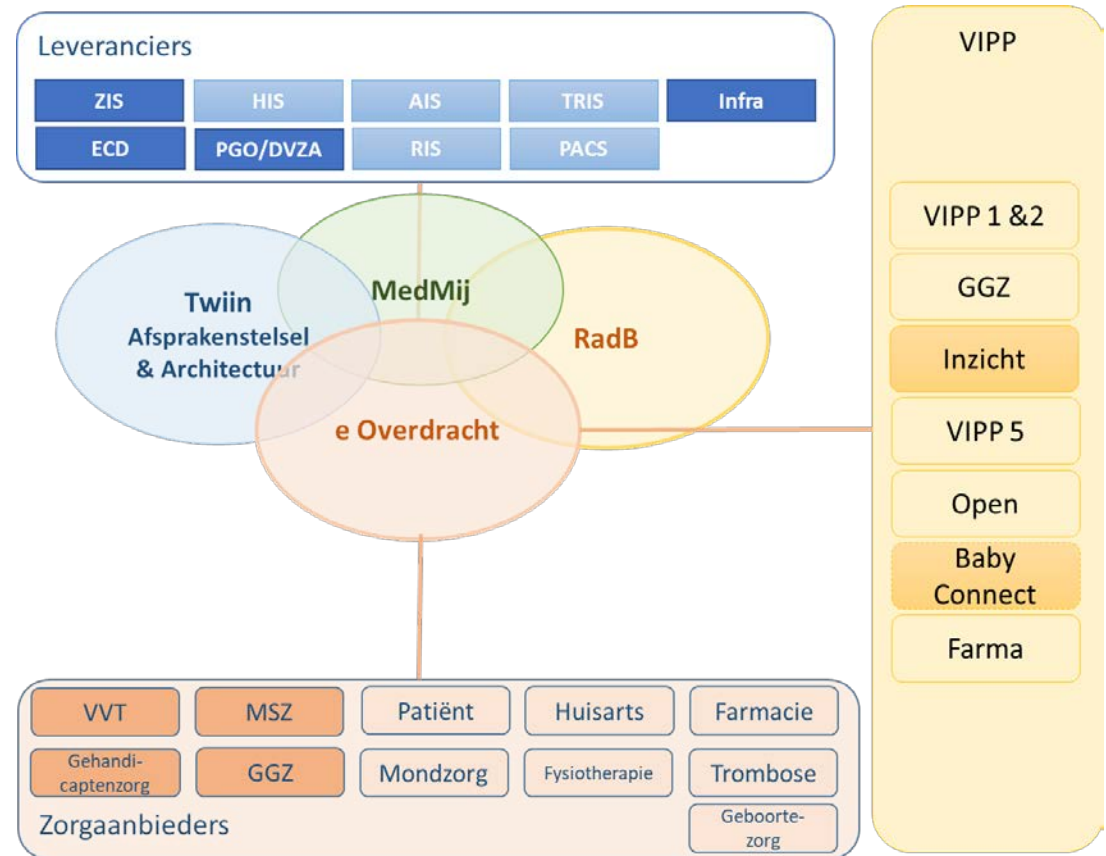 Leveranciers
ZIS
HIS
AIS
TRIS
Infra
ECD
PGO/DVZA
RIS
PACS
MedMij
Twiin
Afsprakenstelsel
& Architectuur
RadB
e Overdracht
VVT
MSZ
Patiënt
Huisarts
Farmacie
Gehandi-
captenzorg
GGZ
Mondzorg
Fysiotherapie
Trombose
Zorgaanbieders
Geboorte-
zorg
VIPP
VIPP 1 &2
GGZ
Inzicht
VIPP 5
Open
Baby
Connect
Farma